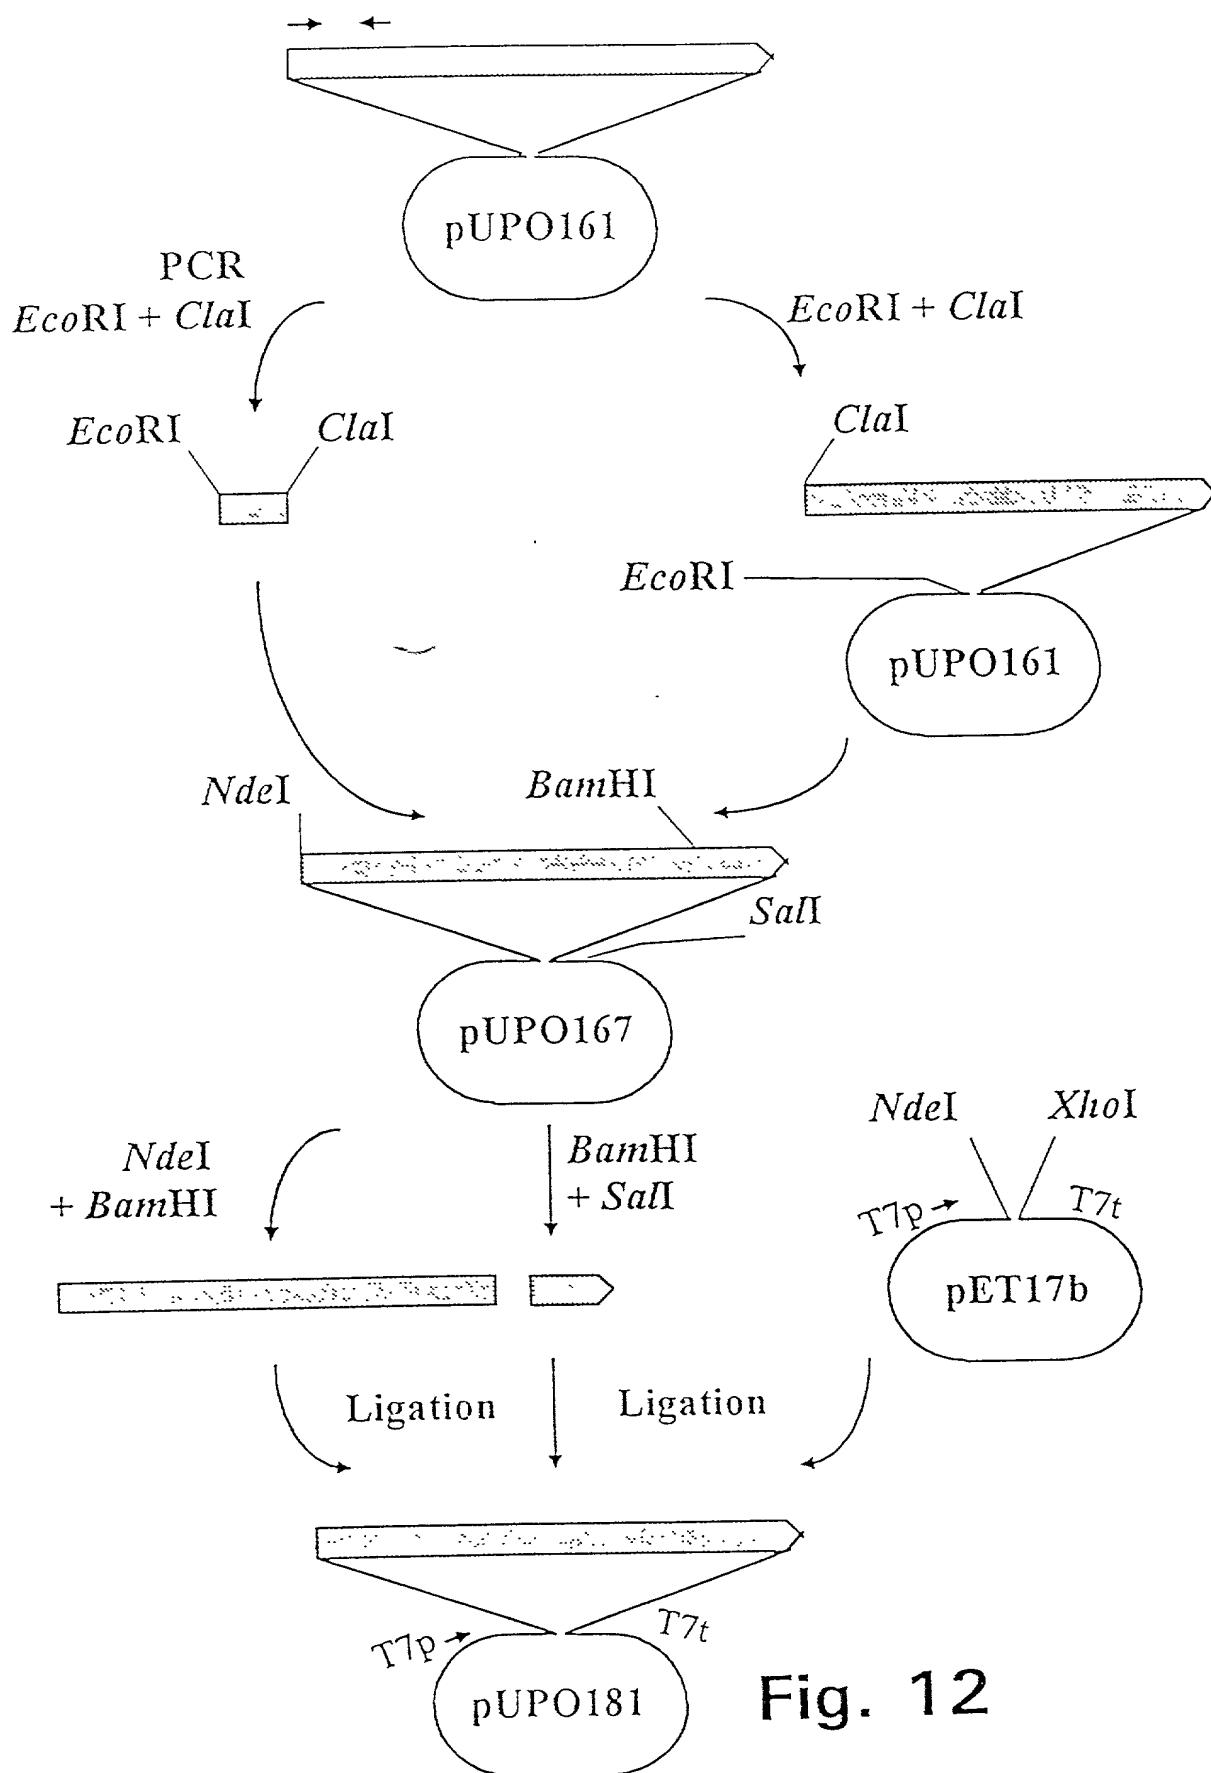 pUPO161
PCR
EcoRI + ClaI
EcoRI + ClaI
EcoRI
ClaI
ClaI
EcoRI
pUPO161
NdeI
BamHI
SalI
pUPO167
NdeI
+ BamHI
BamHI
+ SalI
NdeI
XhoI
T7p
T7t
pET17b
Ligation
Ligation
T7p
T7t
pUPO181
Fig. 12